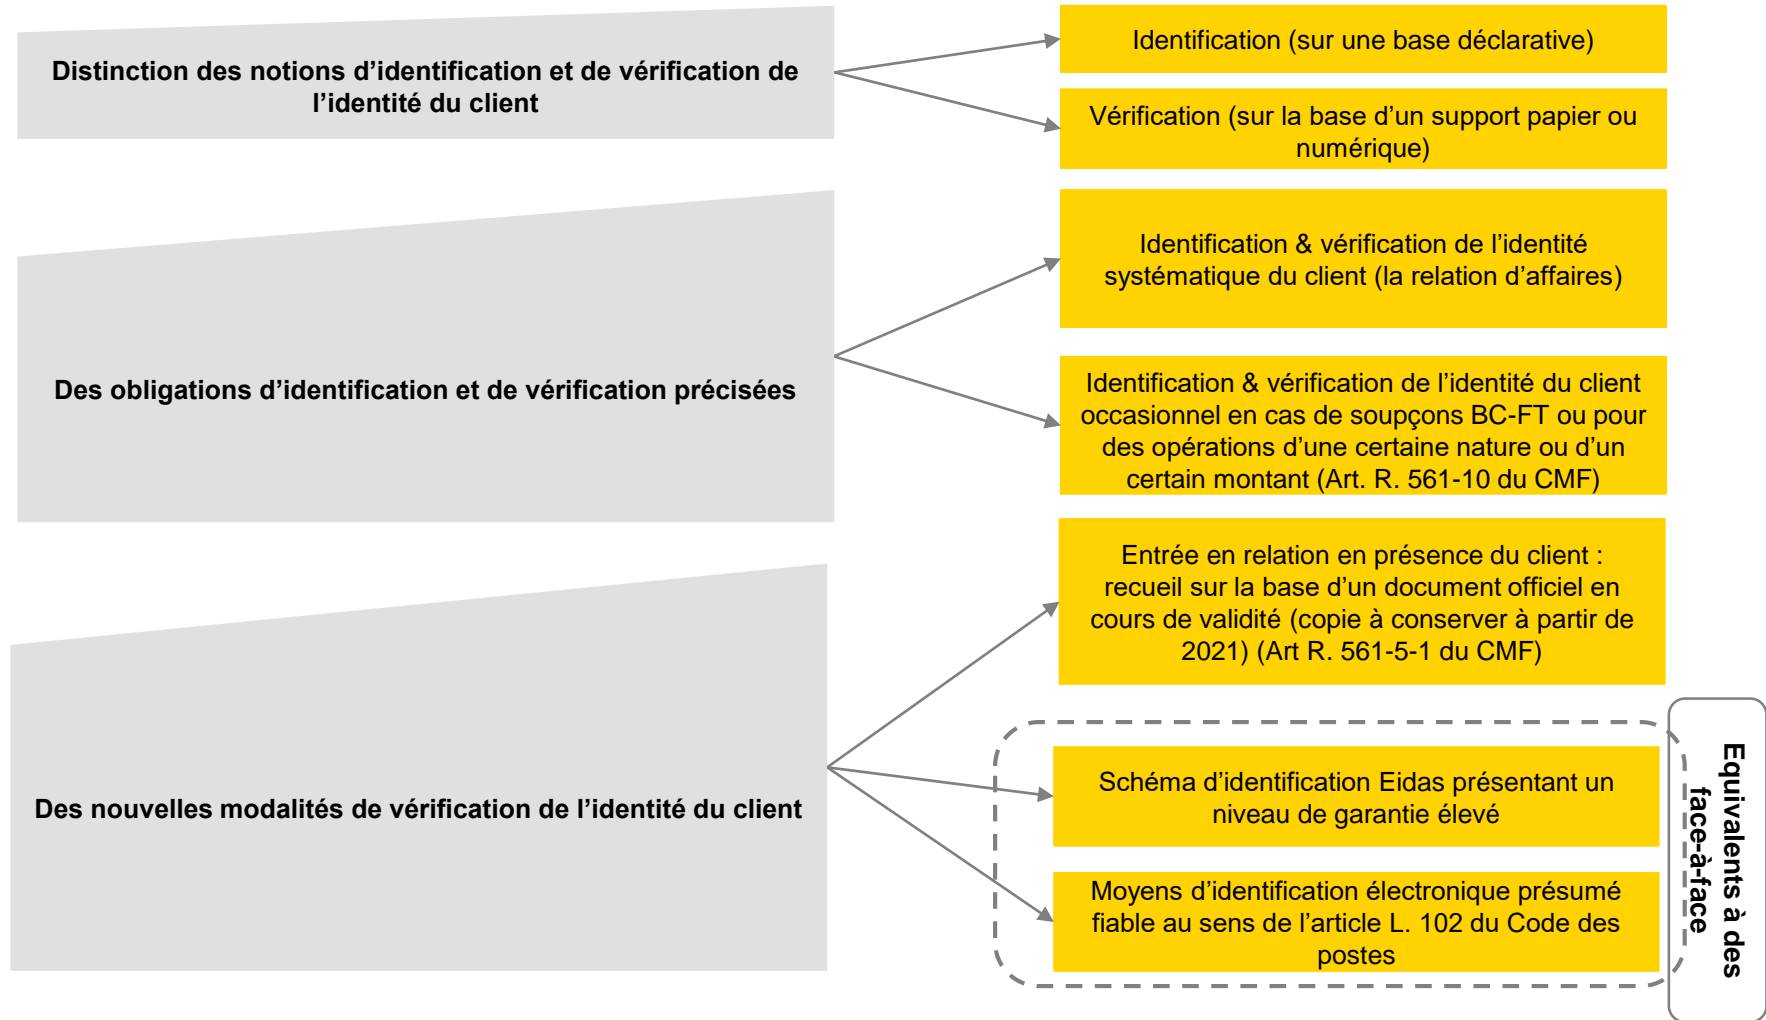 Distinction des notions d’identification et de vérification de
l’identité du client
Identification (sur une base déclarative)
Vérification (sur la base d’un support papier ou
numérique)
Des obligations d’identification et de vérification précisées
Identification & vérification de l’identité
systématique du client (la relation d’affaires)
Identification & vérification de l’identité du client
occasionnel en cas de soupçons BC-FT ou pour
des opérations d’une certaine nature ou d’un
certain montant (Art. R. 561-10 du CMF)
Des nouvelles modalités de vérification de l’identité du client
Entrée en relation en présence du client :
recueil sur la base d’un document officiel en
cours de validité (copie à conserver à partir de
2021) (Art R. 561-5-1 du CMF)
Schéma d’identification Eidas présentant un
niveau de garantie élevé
Moyens d’identification électronique présumé
fiable au sens de l’article L. 102 du Code des
postes
Equivalents à des
face-à-face